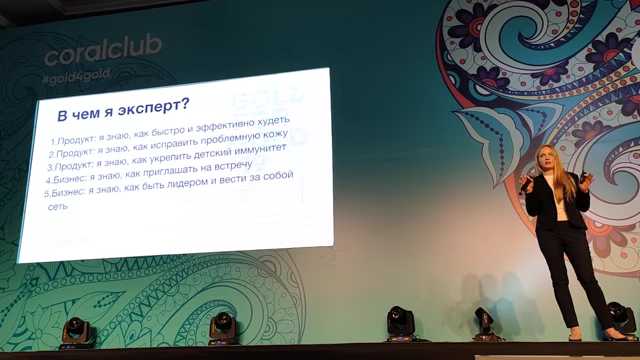 coralclub
#gold4gold
В чем я эксперт?
1.Продукт: я знаю, как быстро и эффективно худеть
2.Продукт: я знаю, как исправить проблемную кожу
3.Продукт: я знаю, как укрепить детский иммунитет
4.Бизнес: я знаю, как приглашать на встречу
5.Бизнес: я знаю, как быть лидером и вести за собой
сеть